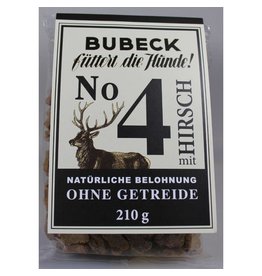 BUBECK
füttert die Hunde!
No 4
mit HIRSCH
NATÜRLICHE BELOHNUNG
OHNE GETREIDE
210 g